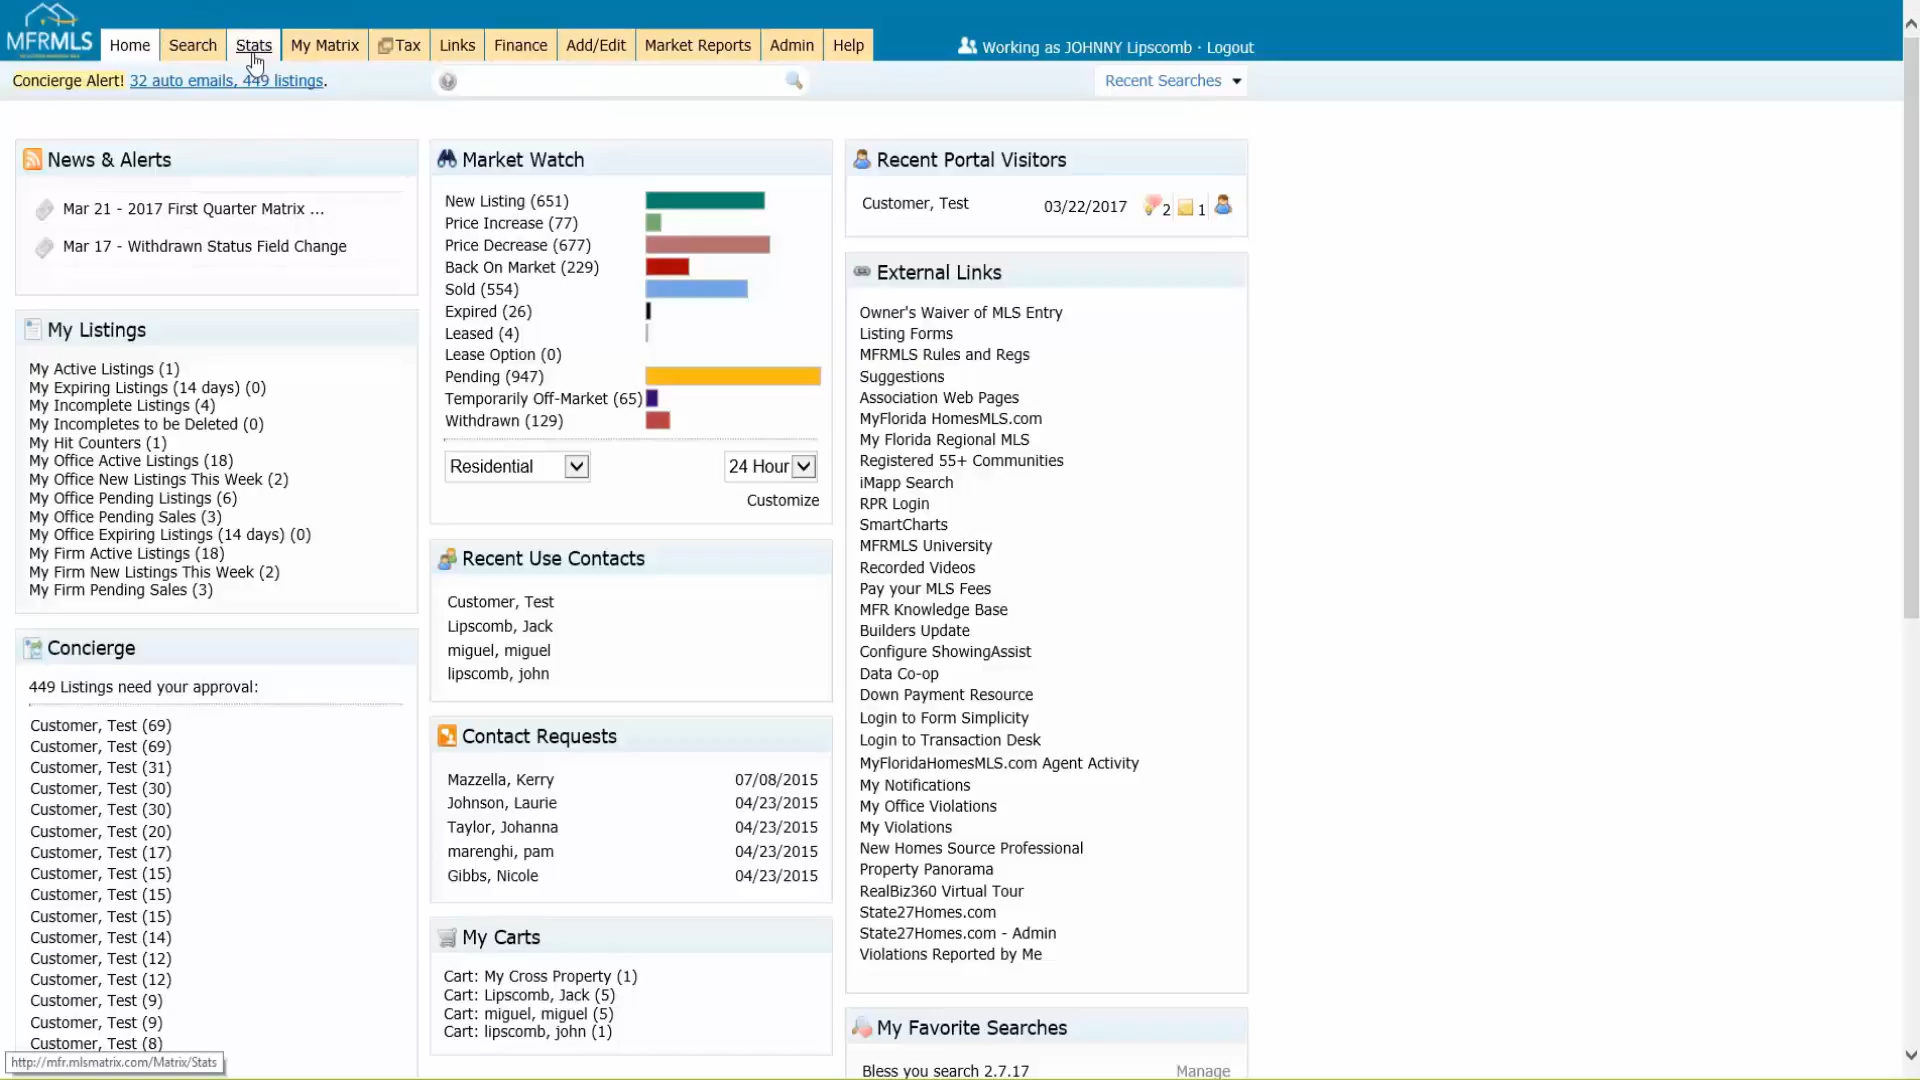 MFRMLS
Home Search Stats My Matrix Tax Links Finance Add/Edit Market Reports Admin Help
Working as JOHNNY Lipscomb · Logout
Concierge Alert! 32 auto emails, 449 listings.
Recent Searches
News & Alerts
Mar 21 - 2017 First Quarter Matrix ...
Mar 17 - Withdrawn Status Field Change
My Listings
My Active Listings (1)
My Expiring Listings (14 days) (0)
My Incomplete Listings (4)
My Incompletes to be Deleted (0)
My Hit Counters (1)
My Office Active Listings (18)
My Office New Listings This Week (2)
My Office Pending Listings (6)
My Office Pending Sales (3)
My Office Expiring Listings (14 days) (0)
My Firm Active Listings (18)
My Firm New Listings This Week (2)
My Firm Pending Sales (3)
Concierge
449 Listings need your approval:
Customer, Test (69)
Customer, Test (69)
Customer, Test (31)
Customer, Test (30)
Customer, Test (30)
Customer, Test (20)
Customer, Test (17)
Customer, Test (15)
Customer, Test (15)
Customer, Test (15)
Customer, Test (14)
Customer, Test (12)
Customer, Test (12)
Customer, Test (9)
Customer, Test (9)
Customer, Test (8)
http://mfr.mlsmatrix.com/Matrix/Stats
Market Watch
New Listing (651)
Price Increase (77)
Price Decrease (677)
Back On Market (229)
Sold (554)
Expired (26)
Leased (4)
Lease Option (0)
Pending (947)
Temporarily Off-Market (65)
Withdrawn (129)
Residential 24 Hour
Customize
Recent Use Contacts
Customer, Test
Lipscomb, Jack
miguel, miguel
lipscomb, john
Contact Requests
Mazzella, Kerry 07/08/2015
Johnson, Laurie 04/23/2015
Taylor, Johanna 04/23/2015
marenghi, pam 04/23/2015
Gibbs, Nicole 04/23/2015
My Carts
Cart: My Cross Property (1)
Cart: Lipscomb, Jack (5)
Cart: miguel, miguel (5)
Cart: lipscomb, john (1)
Recent Portal Visitors
Customer, Test 03/22/2017 2 1
External Links
Owner's Waiver of MLS Entry
Listing Forms
MFRMLS Rules and Regs
Suggestions
Association Web Pages
MyFlorida HomesMLS.com
My Florida Regional MLS
Registered 55+ Communities
iMapp Search
RPR Login
SmartCharts
MFRMLS University
Recorded Videos
Pay your MLS Fees
MFR Knowledge Base
Builders Update
Configure ShowingAssist
Data Co-op
Down Payment Resource
Login to Form Simplicity
Login to Transaction Desk
MyFloridaHomesMLS.com Agent Activity
My Notifications
My Office Violations
My Violations
New Homes Source Professional
Property Panorama
RealBiz360 Virtual Tour
State27Homes.com
State27Homes.com - Admin
Violations Reported by Me
My Favorite Searches
Bless you search 2.7.17 Manage